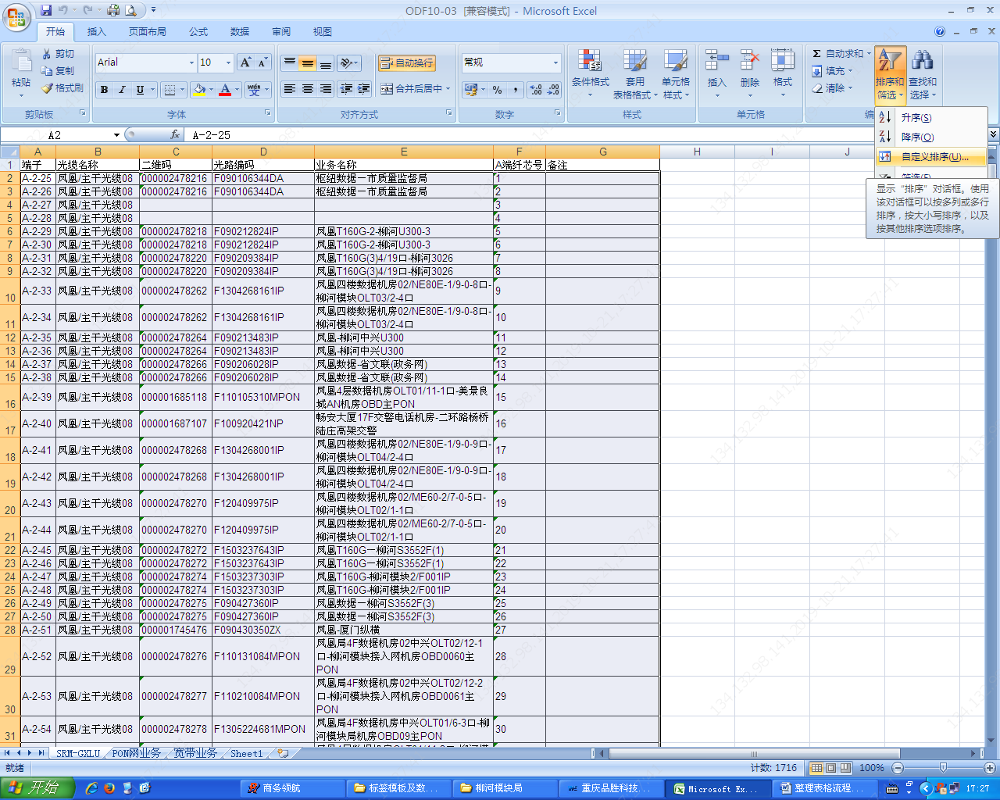 ODF10-03 [兼容模式] - Microsoft Excel
开始 插入 页面布局 公式 数据 审阅 视图
剪切
复制
格式刷
粘贴
剪贴板
Arial 10
B I U
字体
自动换行
合并后居中
对齐方式
常规
数字
条件格式
套用
表格格式
单元格
样式
样式
插入 删除 格式
单元格
Σ 自动求和
填充
清除
排序和
筛选
查找和
选择
编
升序(S)
降序(O)
自定义排序(U)...
筛选(F)
显示“排序”对话框。使用
该对话框可以按多列或多行
排序，按大小写排序，以及
按其他排序选项排序。
A2 fx A-2-25
A B C D E F G H I J
1 端子 光缆名称 二维码 光路编码 业务名称 A端纤芯号 备注
2 A-2-25 凤凰/主干光缆08 000002478216 F090106344DA 枢纽数据一市质量监督局 1
3 A-2-26 凤凰/主干光缆08 000002478216 F090106344DA 枢纽数据一市质量监督局 2
4 A-2-27 凤凰/主干光缆08 3
5 A-2-28 凤凰/主干光缆08 4
6 A-2-29 凤凰/主干光缆08 000002478218 F090212824IP 凤凰T160G-2-柳河U300-3 5
7 A-2-30 凤凰/主干光缆08 000002478218 F090212824IP 凤凰T160G-2-柳河U300-3 6
8 A-2-31 凤凰/主干光缆08 000002478220 F090209384IP 凤凰T160G(3)4/19口-柳河3026 7
9 A-2-32 凤凰/主干光缆08 000002478220 F090209384IP 凤凰T160G(3)4/19口-柳河3026 8
10 A-2-33 凤凰/主干光缆08 000002478262 F1304268161IP 凤凰四楼数据机房02/NE80E-1/9-0-8口-
柳河模块OLT03/2-4口 9
11 A-2-34 凤凰/主干光缆08 000002478262 F1304268161IP 凤凰四楼数据机房02/NE80E-1/9-0-8口-
柳河模块OLT03/2-4口 10
12 A-2-35 凤凰/主干光缆08 000002478264 F090213483IP 凤凰-柳河中兴U300 11
13 A-2-36 凤凰/主干光缆08 000002478264 F090213483IP 凤凰-柳河中兴U300 12
14 A-2-37 凤凰/主干光缆08 000002478266 F090206028IP 凤凰数据-省文联(政务网) 13
15 A-2-38 凤凰/主干光缆08 000002478266 F090206028IP 凤凰数据-省文联(政务网) 14
16 A-2-39 凤凰/主干光缆08 000001685118 F110105310MPON 凤凰4层数据机房OLT01/11-1口-美景良
城AN机房OBD主PON 15
17 A-2-40 凤凰/主干光缆08 000001687107 F100920421NP 畅安大厦17F交警电话机房-二环路杨桥
陆庄高架交警 16
18 A-2-41 凤凰/主干光缆08 000002478268 F1304268001IP 凤凰四楼数据机房02/NE80E-1/9-0-9口-
柳河模块OLT04/2-4口 17
19 A-2-42 凤凰/主干光缆08 000002478268 F1304268001IP 凤凰四楼数据机房02/NE80E-1/9-0-9口-
柳河模块OLT04/2-4口 18
20 A-2-43 凤凰/主干光缆08 000002478270 F120409975IP 凤凰四楼数据机房02/ME60-2/7-0-5口-
柳河模块OLT02/1-1口 19
21 A-2-44 凤凰/主干光缆08 000002478270 F120409975IP 凤凰四楼数据机房02/ME60-2/7-0-5口-
柳河模块OLT02/1-1口 20
22 A-2-45 凤凰/主干光缆08 000002478272 F1503237643IP 凤凰T160G一柳河S3552F(1) 21
23 A-2-46 凤凰/主干光缆08 000002478272 F1503237643IP 凤凰T160G一柳河S3552F(1) 22
24 A-2-47 凤凰/主干光缆08 000002478274 F1503237303IP 凤凰T160G-柳河模块2/F001IP 23
25 A-2-48 凤凰/主干光缆08 000002478274 F1503237303IP 凤凰T160G-柳河模块2/F001IP 24
26 A-2-49 凤凰/主干光缆08 000002478275 F090427360IP 凤凰数据一柳河S3552F(3) 25
27 A-2-50 凤凰/主干光缆08 000002478275 F090427360IP 凤凰数据一柳河S3552F(3) 26
28 A-2-51 凤凰/主干光缆08 000001745476 F090430350ZX 凤凰-厦门纵横 27
29 A-2-52 凤凰/主干光缆08 000002478276 F110131084MPON 凤凰局4F数据机房02中兴OLT02/12-1
口-柳河模块接入网机房OBD0060主
PON 28
30 A-2-53 凤凰/主干光缆08 000002478277 F110210084MPON 凤凰局4F数据机房02中兴OLT02/12-2
口-柳河模块接入网机房OBD0061主
PON 29
31 A-2-54 凤凰/主干光缆08 000002478278 F1305224681MPON 凤凰局4F数据机房中兴OLT01/6-3口-柳
河模块局机房OBD09主PON 30
SRM-GXLU PON网业务 宽带业务 Sheet1
就绪 计数: 1716 100%
开始 商务领航 标签模板及数... 柳河模块局 重庆品胜科技... Microsoft Ex... 整理表格流程... 17:27
134.132.98.141,2019-10-21,17:27:41